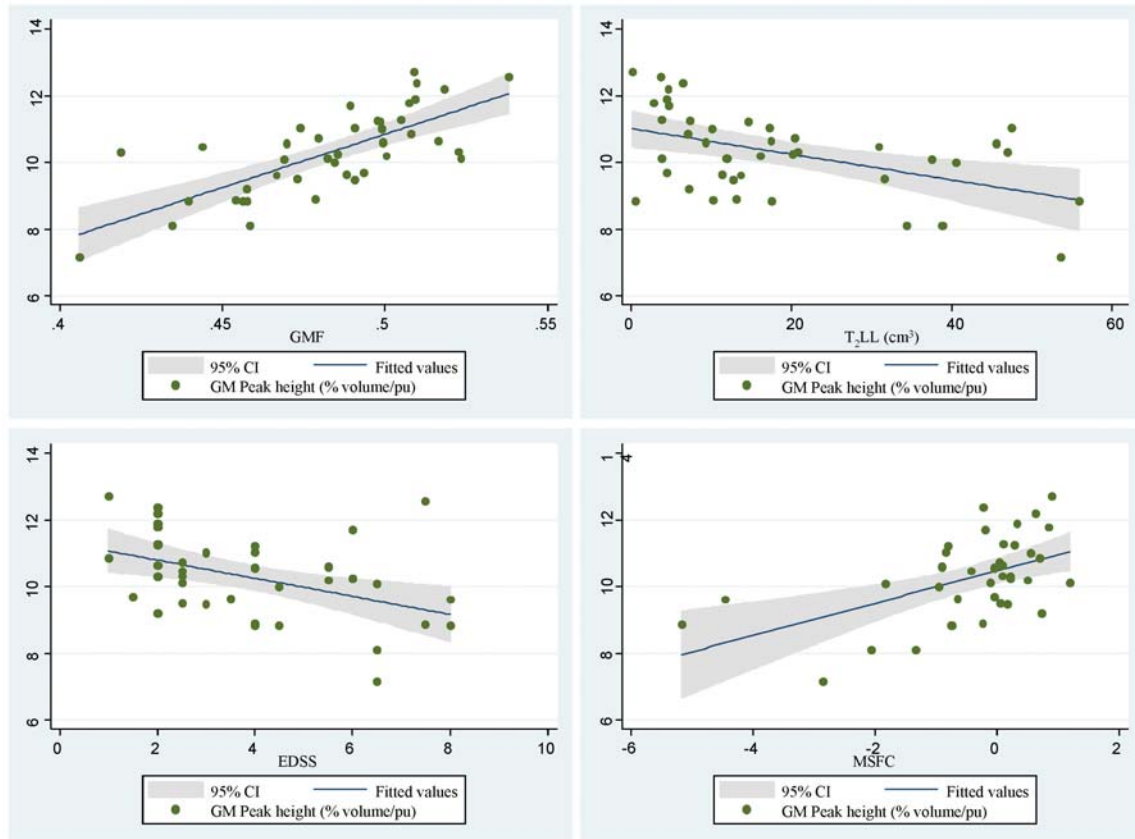 14
12
10
8
6
.4 .45 .5 .55
GMF
95% CI Fitted values
GM Peak height (% volume/pu)
14
12
10
8
6
0 20 40 60
T₂LL (cm³)
95% CI Fitted values
GM Peak height (% volume/pu)
14
12
10
8
6
0 2 4 6 8 10
EDSS
95% CI Fitted values
GM Peak height (% volume/pu)
14
12
10
8
6
-6 -4 -2 0 2
MSFC
95% CI Fitted values
GM Peak height (% volume/pu)